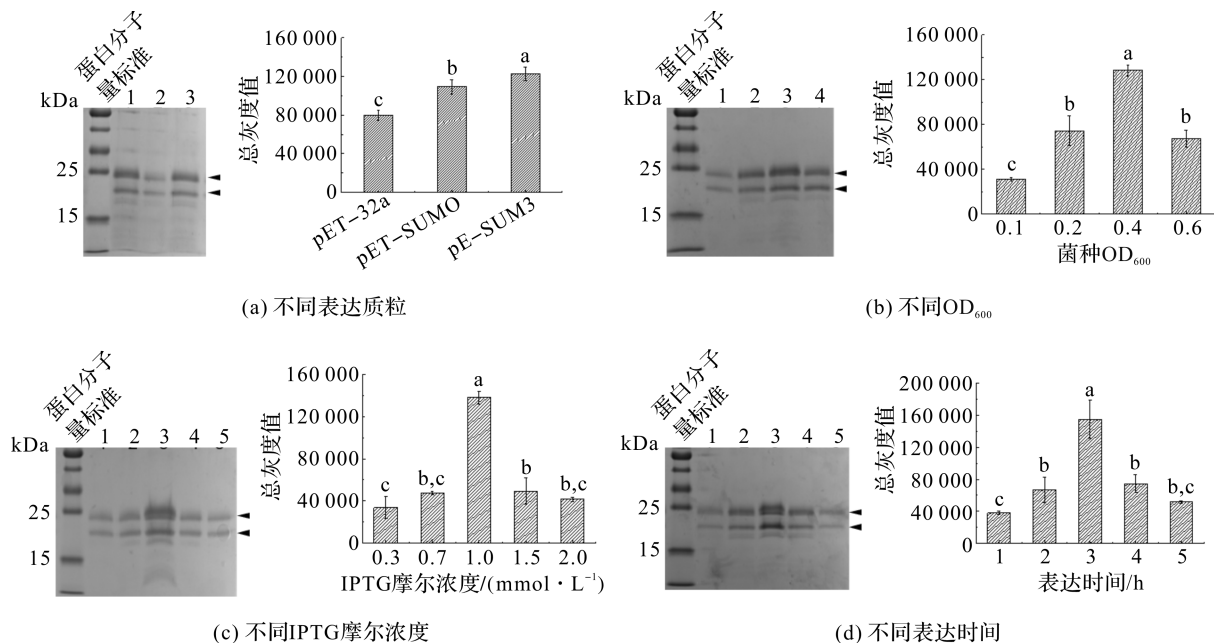 蛋白分子
量标准
kDa
1 2 3
25
15
总灰度值
160 000
120 000
80 000
40 000
0
c
b
a
pET-32a
pET-SUMO
pE-SUM3
(a) 不同表达质粒
蛋白分子
量标准
kDa
1 2 3 4
25
15
总灰度值
160 000
120 000
80 000
40 000
0
c
b
a
b
0.1 0.2 0.4 0.6
菌种OD₆₀₀
(b) 不同OD₆₀₀
蛋白分子
量标准
kDa
1 2 3 4 5
25
15
总灰度值
160 000
120 000
80 000
40 000
0
c
b,c
a
b
b,c
0.3 0.7 1.0 1.5 2.0
IPTG摩尔浓度/(mmol·L⁻¹)
(c) 不同IPTG摩尔浓度
蛋白分子
量标准
kDa
1 2 3 4 5
25
15
总灰度值
200 000
160 000
120 000
80 000
40 000
0
c
b
a
b
b,c
1 2 3 4 5
表达时间/h
(d) 不同表达时间